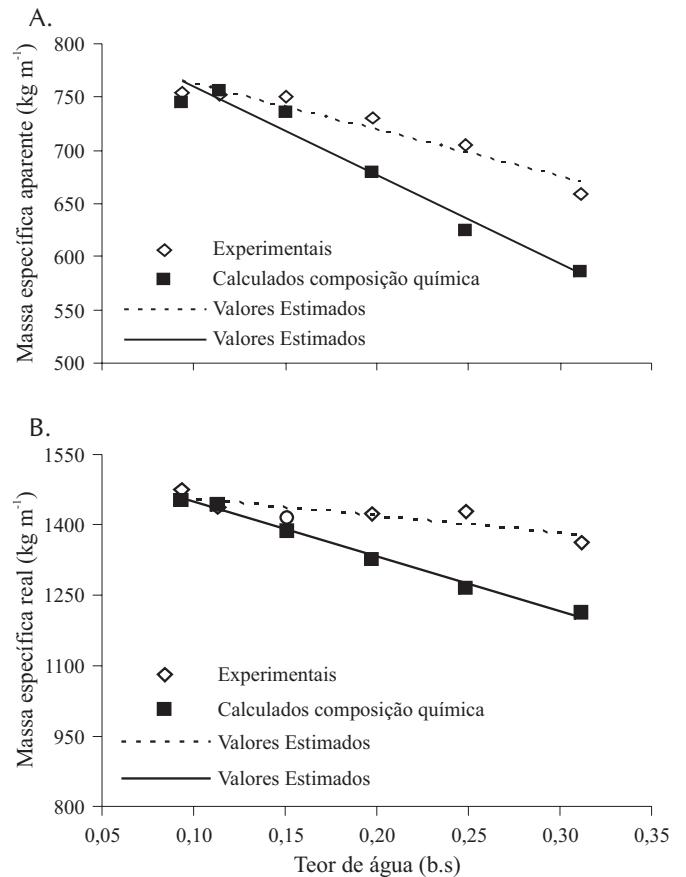 A.
Massa específica aparente (kg m⁻¹)
800
750
700
650
600
550
500
Experimentais
Calculados composição química
Valores Estimados
Valores Estimados
B.
Massa específica real (kg m⁻¹)
1550
1400
1250
1100
950
800
Experimentais
Calculados composição química
Valores Estimados
Valores Estimados
0,05 0,10 0,15 0,20 0,25 0,30 0,35
Teor de água (b.s)